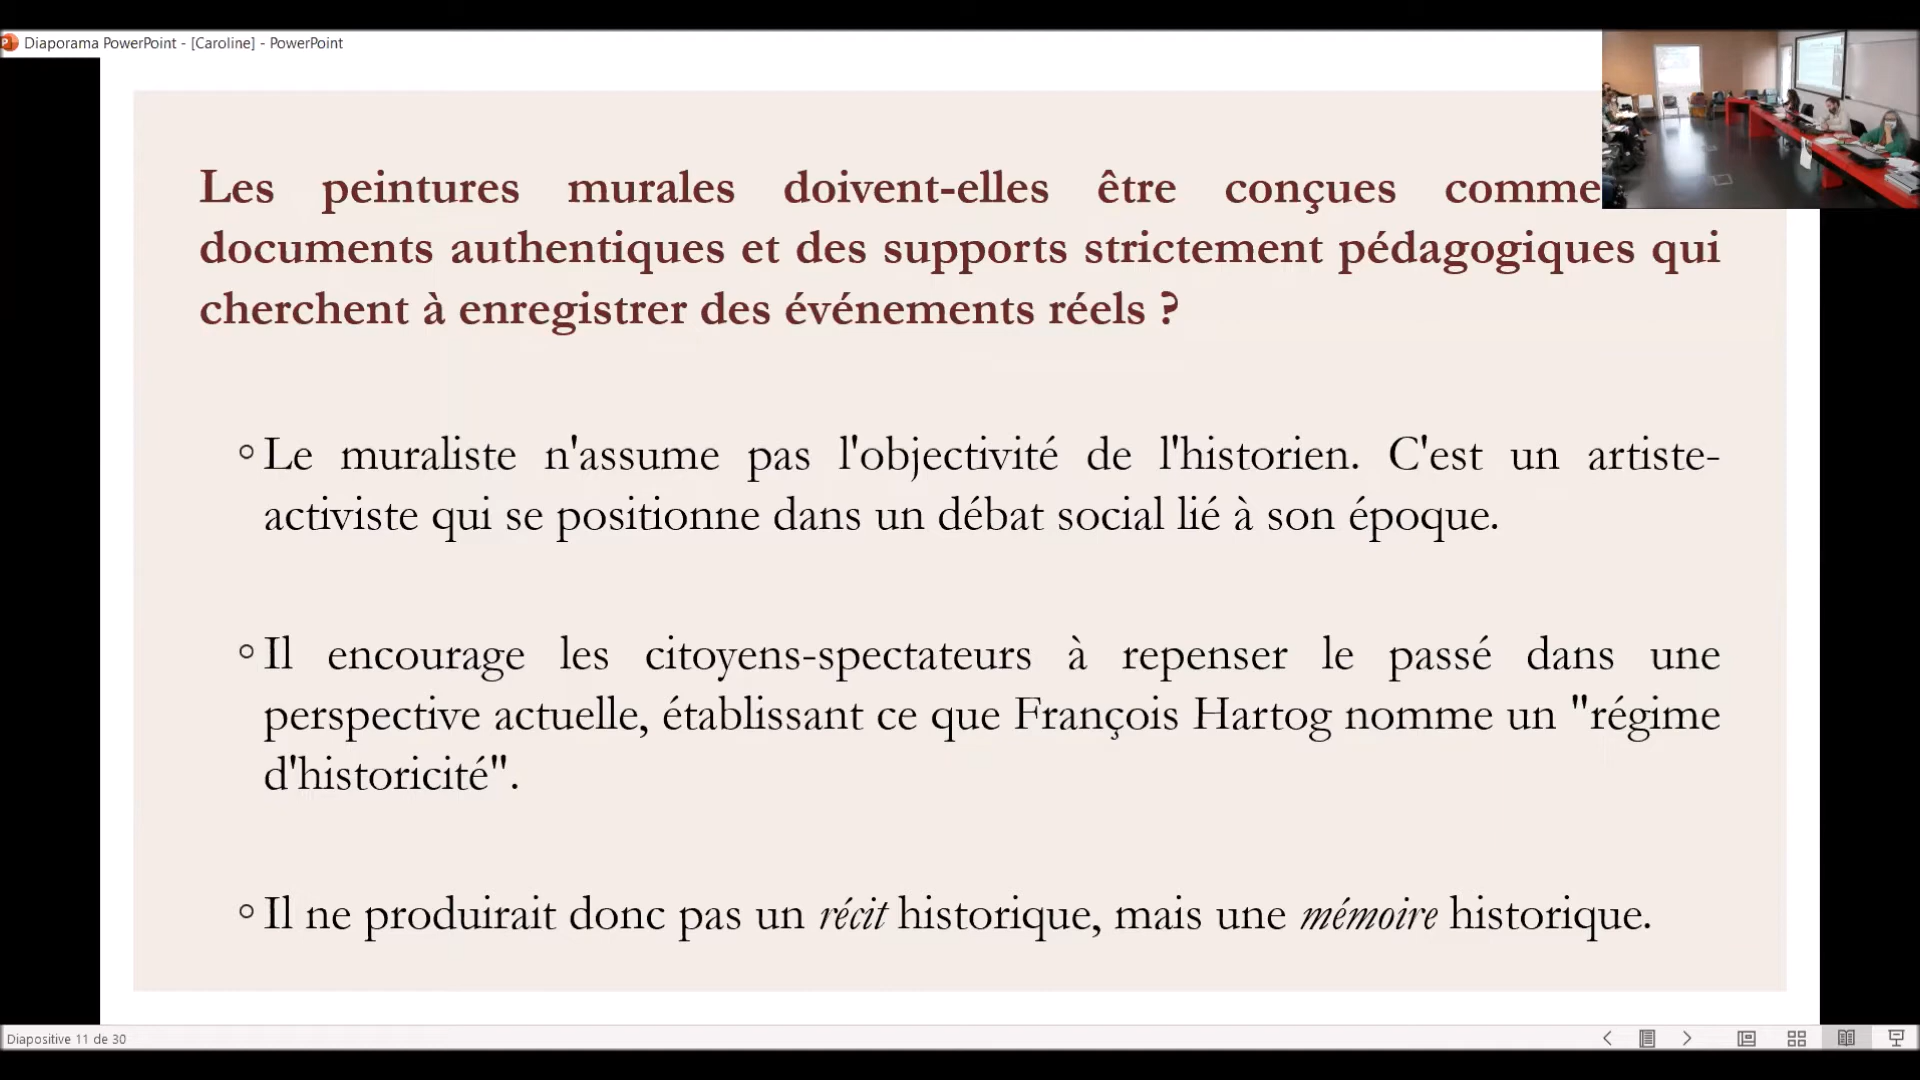 Diaporama PowerPoint - [Caroline] - PowerPoint
Les peintures murales doivent-elles être conçues comme
documents authentiques et des supports strictement pédagogiques qui
cherchent à enregistrer des événements réels ?
Le muraliste n'assume pas l'objectivité de l'historien. C'est un artiste-
activiste qui se positionne dans un débat social lié à son époque.
Il encourage les citoyens-spectateurs à repenser le passé dans une
perspective actuelle, établissant ce que François Hartog nomme un "régime
d'historicité".
Il ne produirait donc pas un récit historique, mais une mémoire historique.
Diapositive 11 de 30